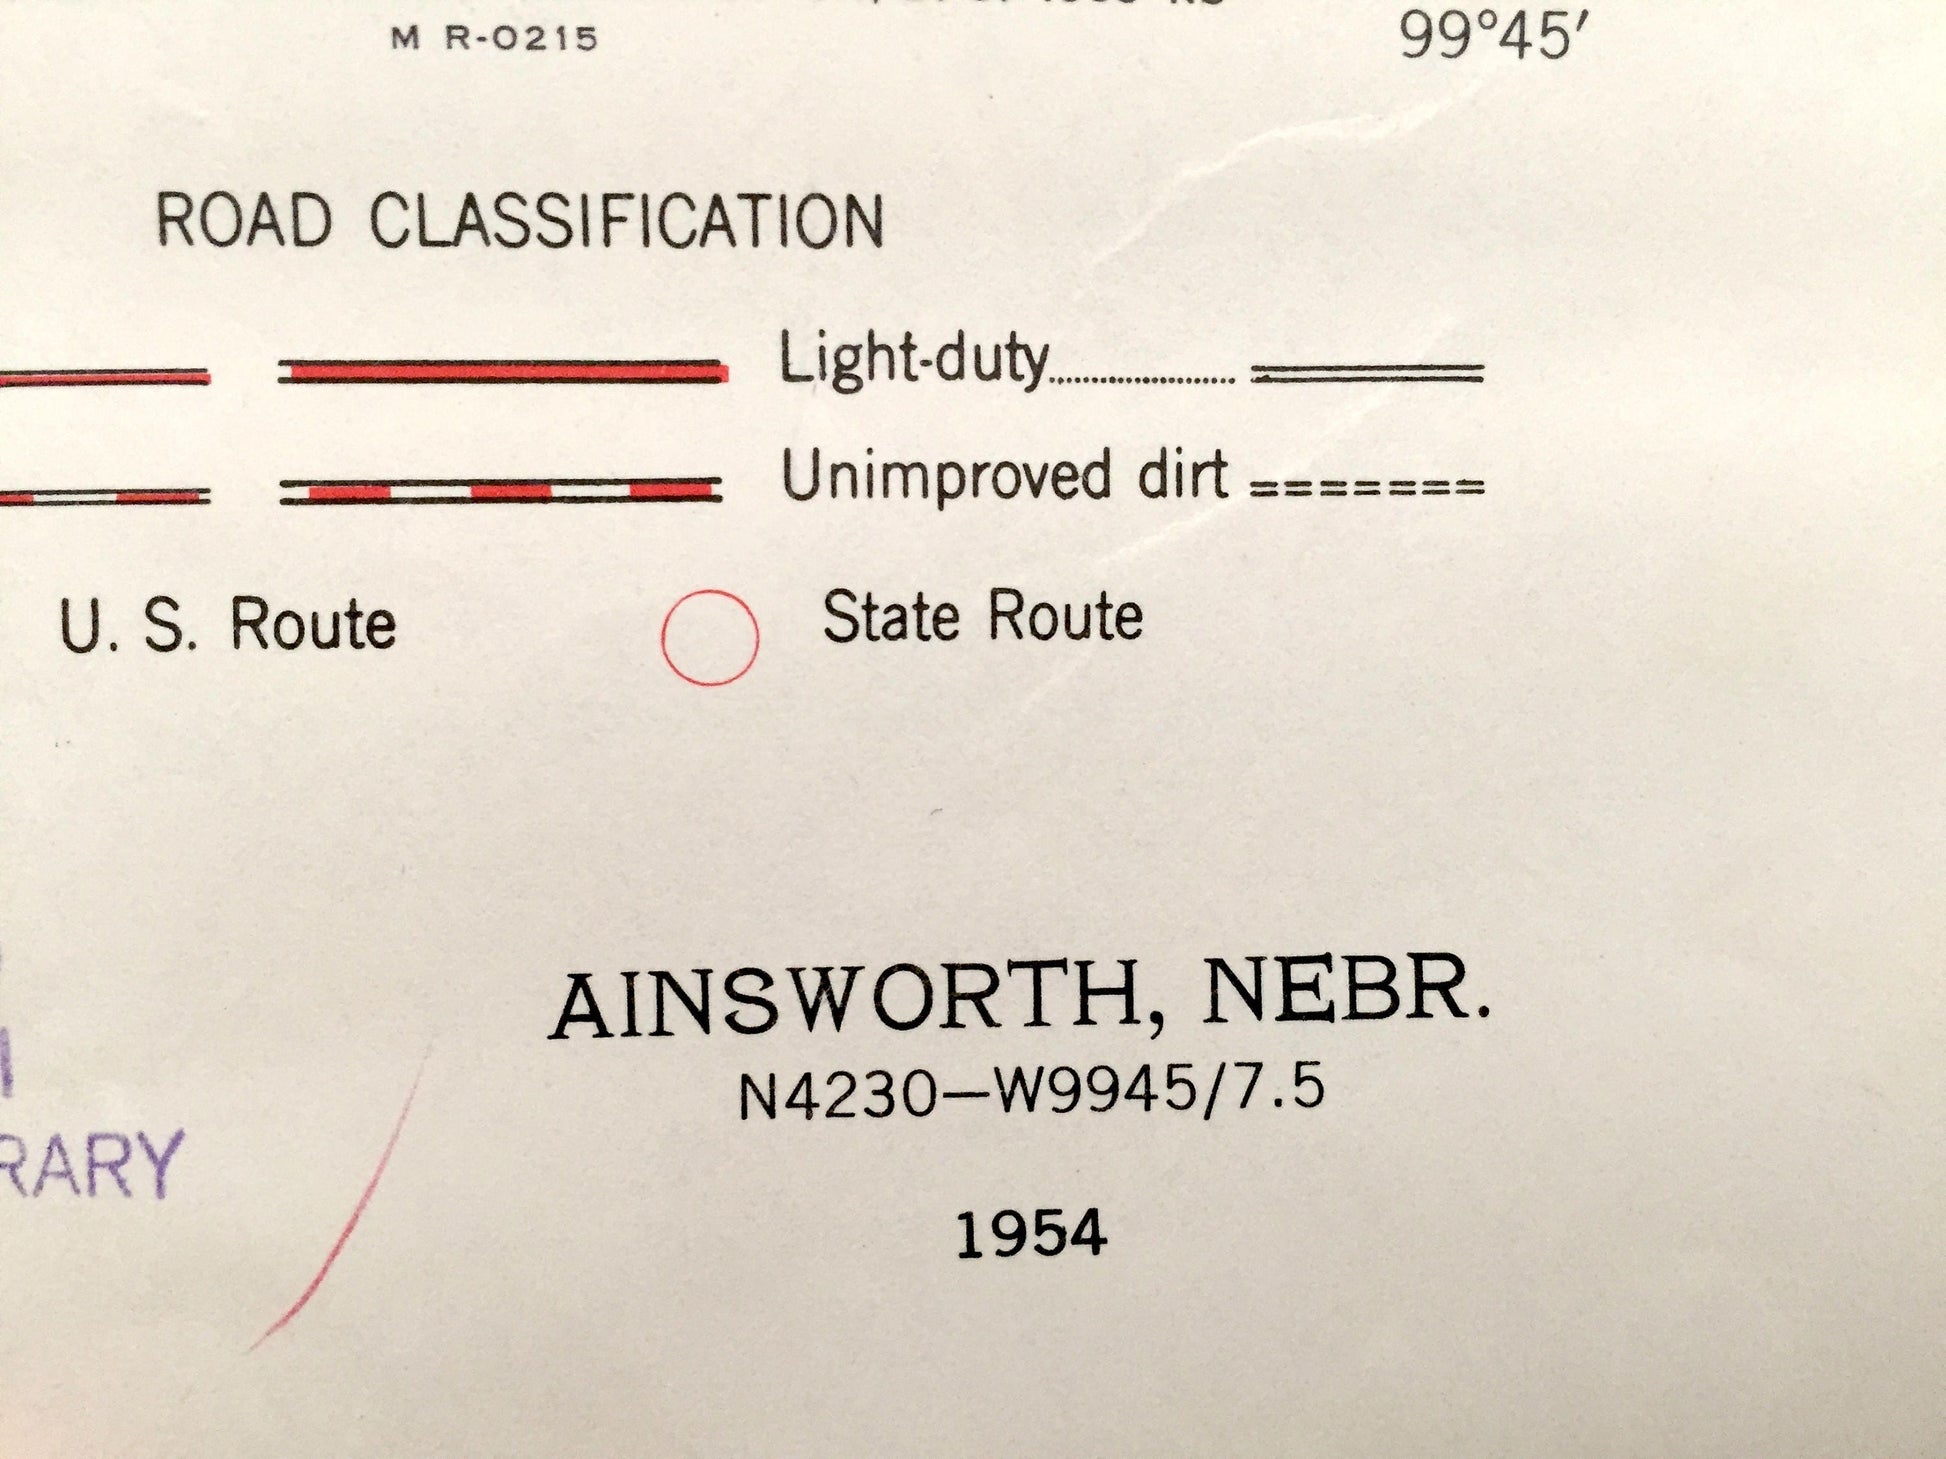 M R-0215
99°45′
ROAD CLASSIFICATION
Light-duty
Unimproved dirt
U. S. Route
State Route
AINSWORTH, NEBR.
N4230—W9945/7.5
RARY
1954